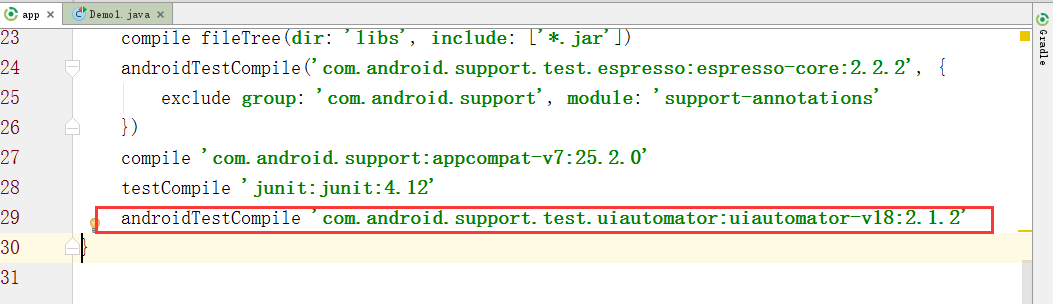 app Demo1.java
23 compile fileTree(dir: 'libs', include: ['*.jar'])
24 androidTestCompile('com.android.support.test.espresso:espresso-core:2.2.2', {
25 exclude group: 'com.android.support', module: 'support-annotations'
26 })
27 compile 'com.android.support:appcompat-v7:25.2.0'
28 testCompile 'junit:junit:4.12'
29 androidTestCompile 'com.android.support.test.uiautomator:uiautomator-v18:2.1.2'
30 }
31
Gradle